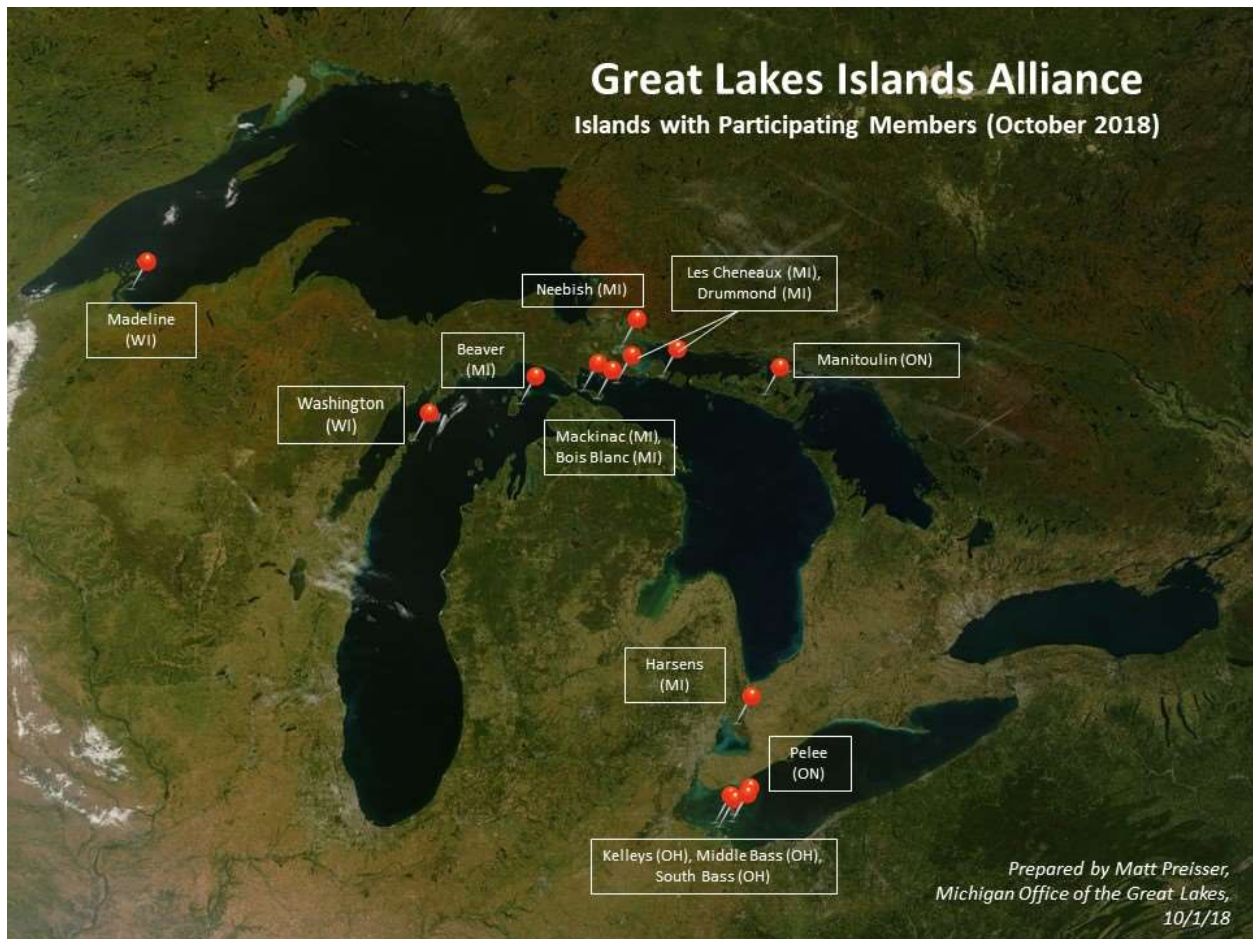 Great Lakes Islands Alliance
Islands with Participating Members (October 2018)
Les Cheneaux (MI),
Drummond (MI)
Neebish (MI)
Madeline
(WI)
Beaver
(MI)
Manitoulin (ON)
Washington
(WI)
Mackinac (MI),
Bois Blanc (MI)
Harsens
(MI)
Pelee
(ON)
Kelleys (OH), Middle Bass (OH),
South Bass (OH)
Prepared by Matt Preisser,
Michigan Office of the Great Lakes,
10/1/18